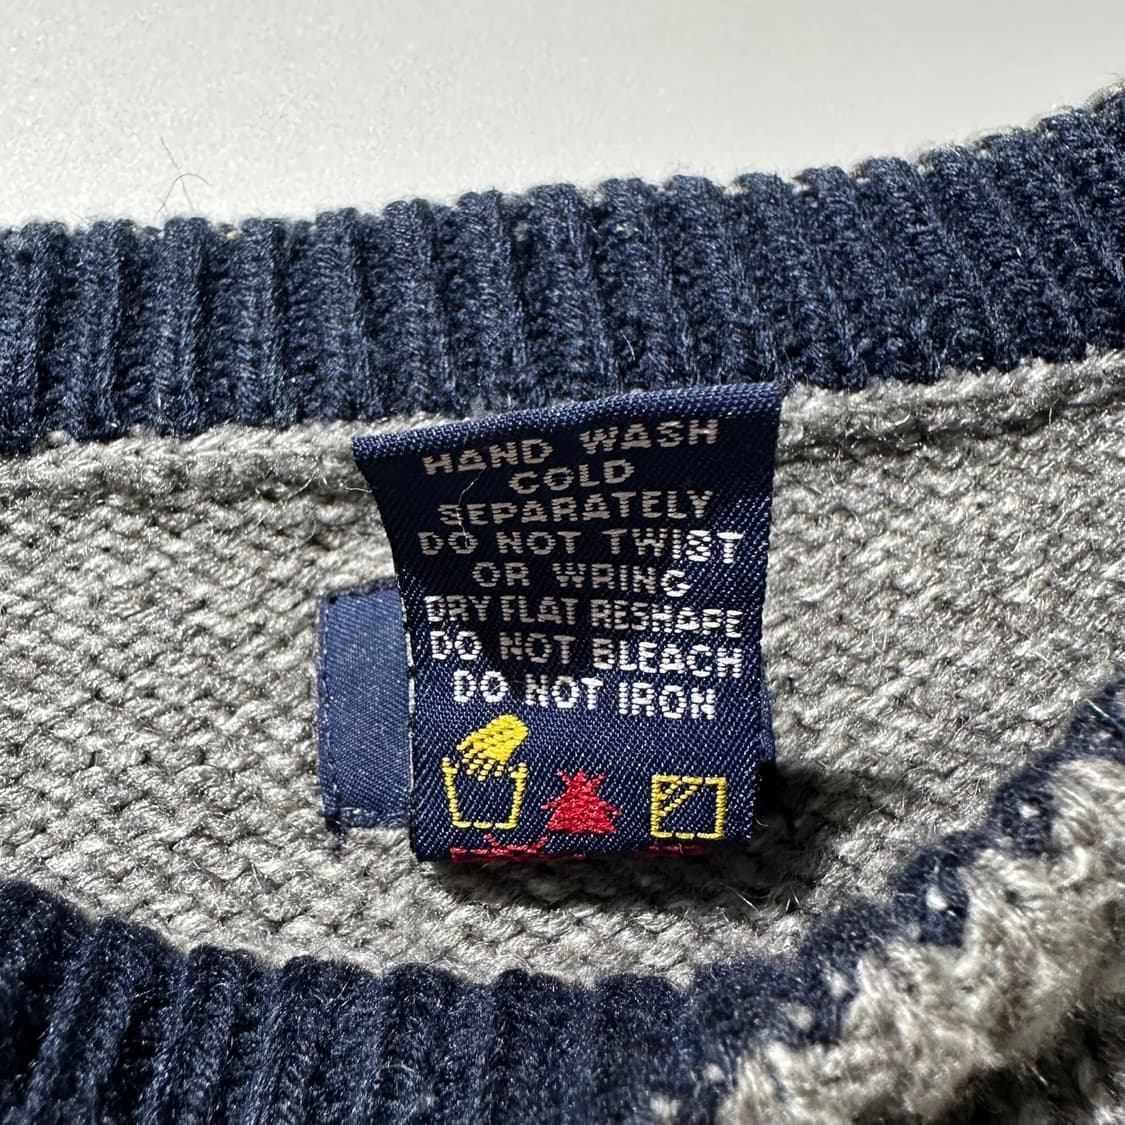 HAND WASH
COLD
SEPARATELY
DO NOT TWIST
OR WRING
DRY FLAT RESHAPE
DO NOT BLEACH
DO NOT IRON